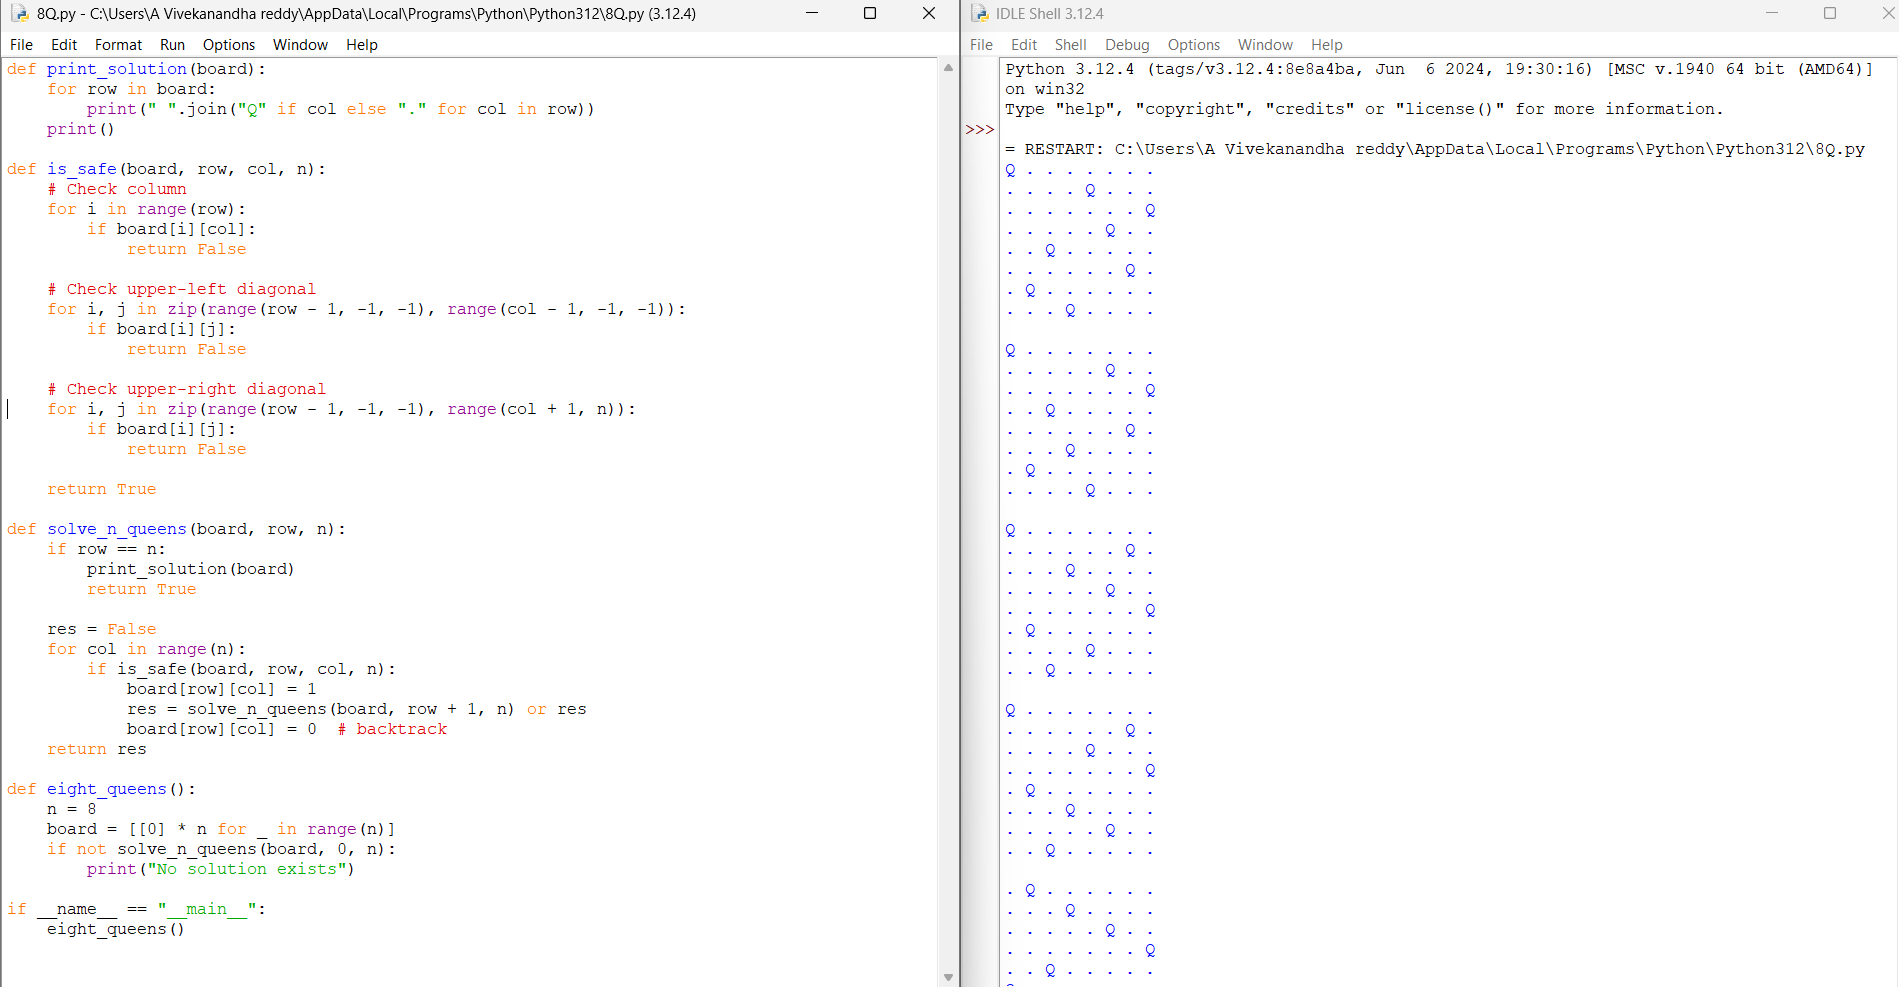 8Q.py - C:\Users\A Vivekanandha reddy\AppData\Local\Programs\Python\Python312\8Q.py (3.12.4)
File Edit Format Run Options Window Help
def print_solution(board):
    for row in board:
        print(" ".join("Q" if col else "." for col in row))
    print()

def is_safe(board, row, col, n):
    # Check column
    for i in range(row):
        if board[i][col]:
            return False

    # Check upper-left diagonal
    for i, j in zip(range(row - 1, -1, -1), range(col - 1, -1, -1)):
        if board[i][j]:
            return False

    # Check upper-right diagonal
    for i, j in zip(range(row - 1, -1, -1), range(col + 1, n)):
        if board[i][j]:
            return False

    return True

def solve_n_queens(board, row, n):
    if row == n:
        print_solution(board)
        return True

    res = False
    for col in range(n):
        if is_safe(board, row, col, n):
            board[row][col] = 1
            res = solve_n_queens(board, row + 1, n) or res
            board[row][col] = 0  # backtrack
    return res

def eight_queens():
    n = 8
    board = [[0] * n for _ in range(n)]
    if not solve_n_queens(board, 0, n):
        print("No solution exists")

if __name__ == "__main__":
    eight_queens()
IDLE Shell 3.12.4
File Edit Shell Debug Options Window Help
Python 3.12.4 (tags/v3.12.4:8e8a4ba, Jun  6 2024, 19:30:16) [MSC v.1940 64 bit (AMD64)]
on win32
Type "help", "copyright", "credits" or "license()" for more information.
>>>
= RESTART: C:\Users\A Vivekanandha reddy\AppData\Local\Programs\Python\Python312\8Q.py
Q . . . . . . .
. . . . Q . . .
. . . . . . . Q
. . . . . Q . .
. . Q . . . . .
. . . . . . Q .
. Q . . . . . .
. . . Q . . . .

Q . . . . . . .
. . . . . Q . .
. . . . . . . Q
. . Q . . . . .
. . . . . . Q .
. . . Q . . . .
. Q . . . . . .
. . . . Q . . .

Q . . . . . . .
. . . . . . Q .
. . . Q . . . .
. . . . . Q . .
. . . . . . . Q
. Q . . . . . .
. . . . Q . . .
. . Q . . . . .

Q . . . . . . .
. . . . . . Q .
. . . . Q . . .
. . . . . . . Q
. Q . . . . . .
. . . Q . . . .
. . . . . Q . .
. . Q . . . . .

. Q . . . . . .
. . . Q . . . .
. . . . . Q . .
. . . . . . . Q
. . Q . . . . .